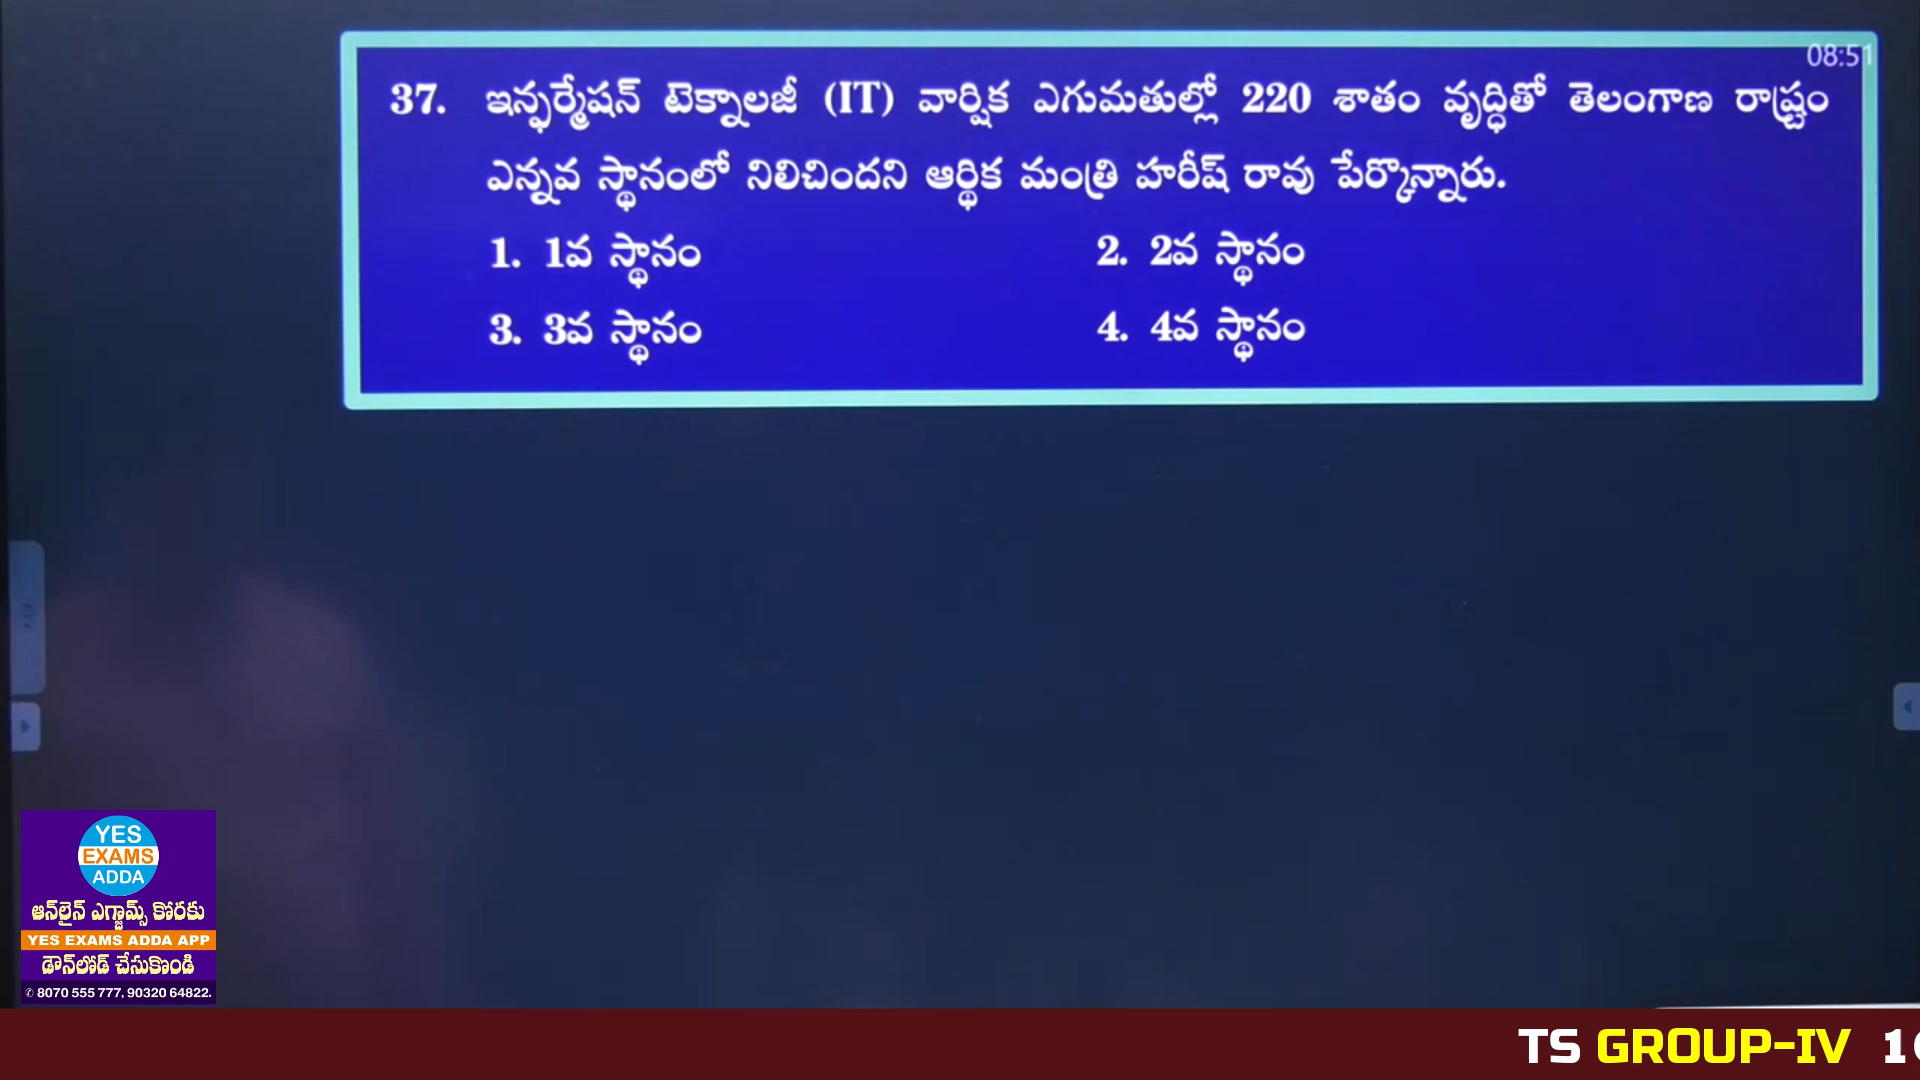 08:51
37. ఇన్ఫర్మేషన్ టెక్నాలజీ (IT) వార్షిక ఎగుమతుల్లో 220 శాతం వృద్ధితో తెలంగాణ రాష్ట్రం
ఎన్నవ స్థానంలో నిలిచిందని ఆర్థిక మంత్రి హరీష్ రావు పేర్కొన్నారు.
1. 1వ స్థానం 2. 2వ స్థానం
3. 3వ స్థానం 4. 4వ స్థానం
YES
EXAMS
ADDA
ఆన్‌లైన్ ఎగ్జామ్స్ కోరకు
YES EXAMS ADDA APP
డౌన్‌లోడ్ చేసుకొండి
✆ 8070 555 777, 90320 64822.
TS GROUP-IV